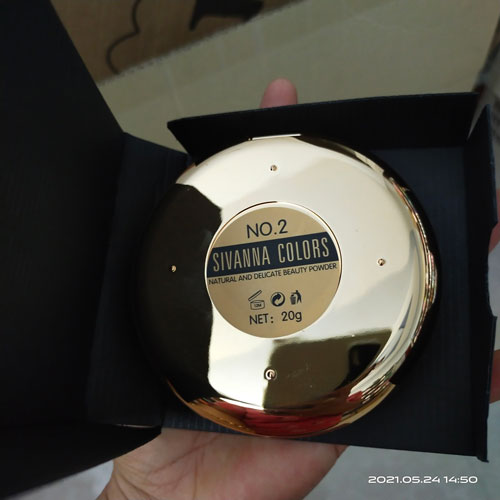 NO.2
SIVANNA COLORS
NATURAL AND DELICATE BEAUTY POWDER
NET: 20g
2021.05.24 14:50